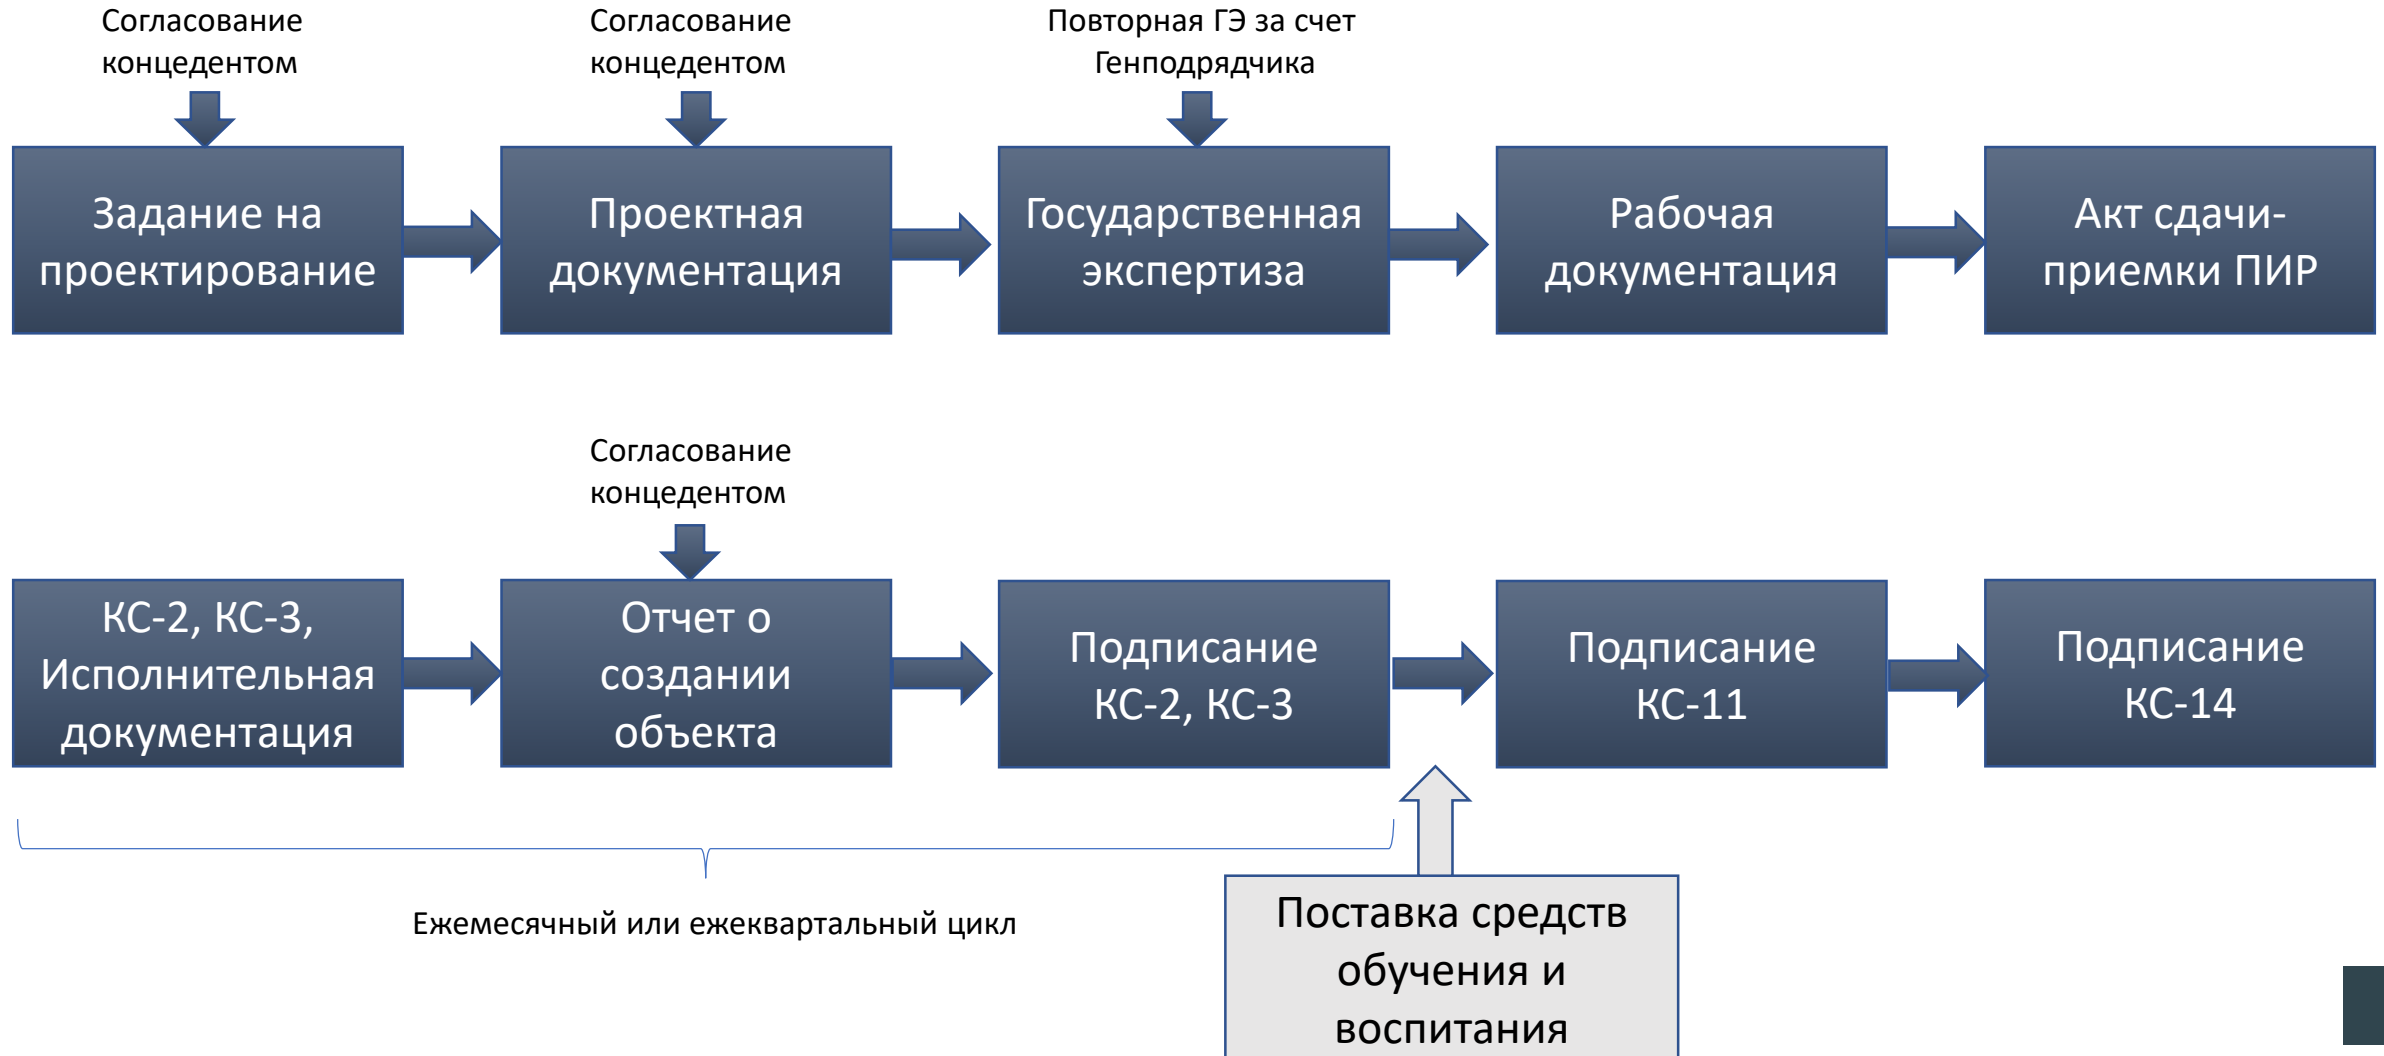 Согласование
концедентом
Согласование
концедентом
Повторная ГЭ за счет
Генподрядчика
Задание на
проектирование
Проектная
документация
Государственная
экспертиза
Рабочая
документация
Акт сдачи-
приемки ПИР
Согласование
концедентом
КС-2, КС-3,
Исполнительная
документация
Отчет о
создании
объекта
Подписание
КС-2, КС-3
Подписание
КС-11
Подписание
КС-14
Ежемесячный или ежеквартальный цикл
Поставка средств
обучения и
воспитания